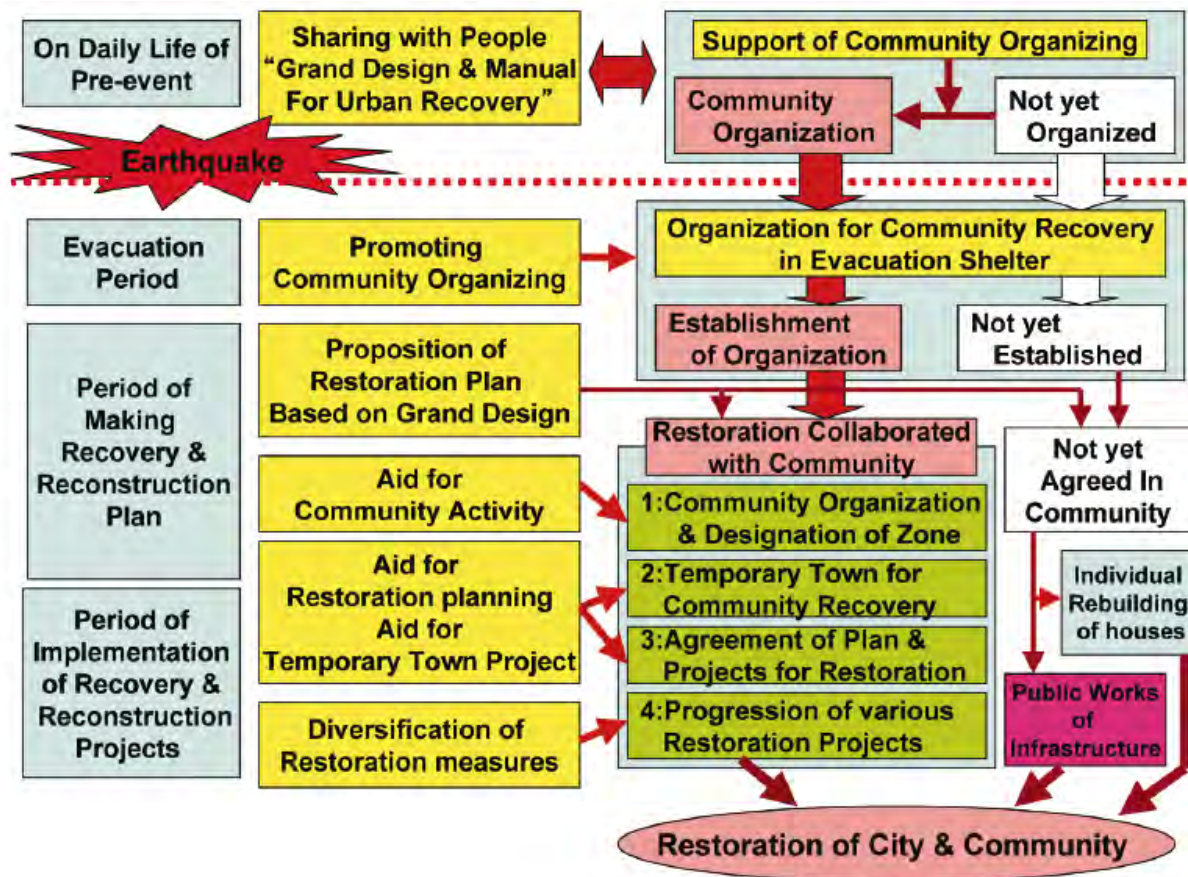 On Daily Life of
Pre-event
Sharing with People
“Grand Design & Manual
For Urban Recovery”
Support of Community Organizing
Community
Organization
Not yet
Organized
Earthquake
Evacuation
Period
Promoting
Community Organizing
Organization for Community Recovery
in Evacuation Shelter
Establishment
of Organization
Not yet
Established
Period of
Making
Recovery &
Reconstruction
Plan
Proposition of
Restoration Plan
Based on Grand Design
Restoration Collaborated
with Community
Not yet
Agreed In
Community
Aid for
Community Activity
1:Community Organization
& Designation of Zone
Aid for
Restoration planning
Aid for
Temporary Town Project
2:Temporary Town for
Community Recovery
Individual
Rebuilding
of houses
Period of
Implementation
of Recovery &
Reconstruction
Projects
3:Agreement of Plan &
Projects for Restoration
Public Works
of
Infrastructure
Diversification of
Restoration measures
4:Progression of various
Restoration Projects
Restoration of City & Community